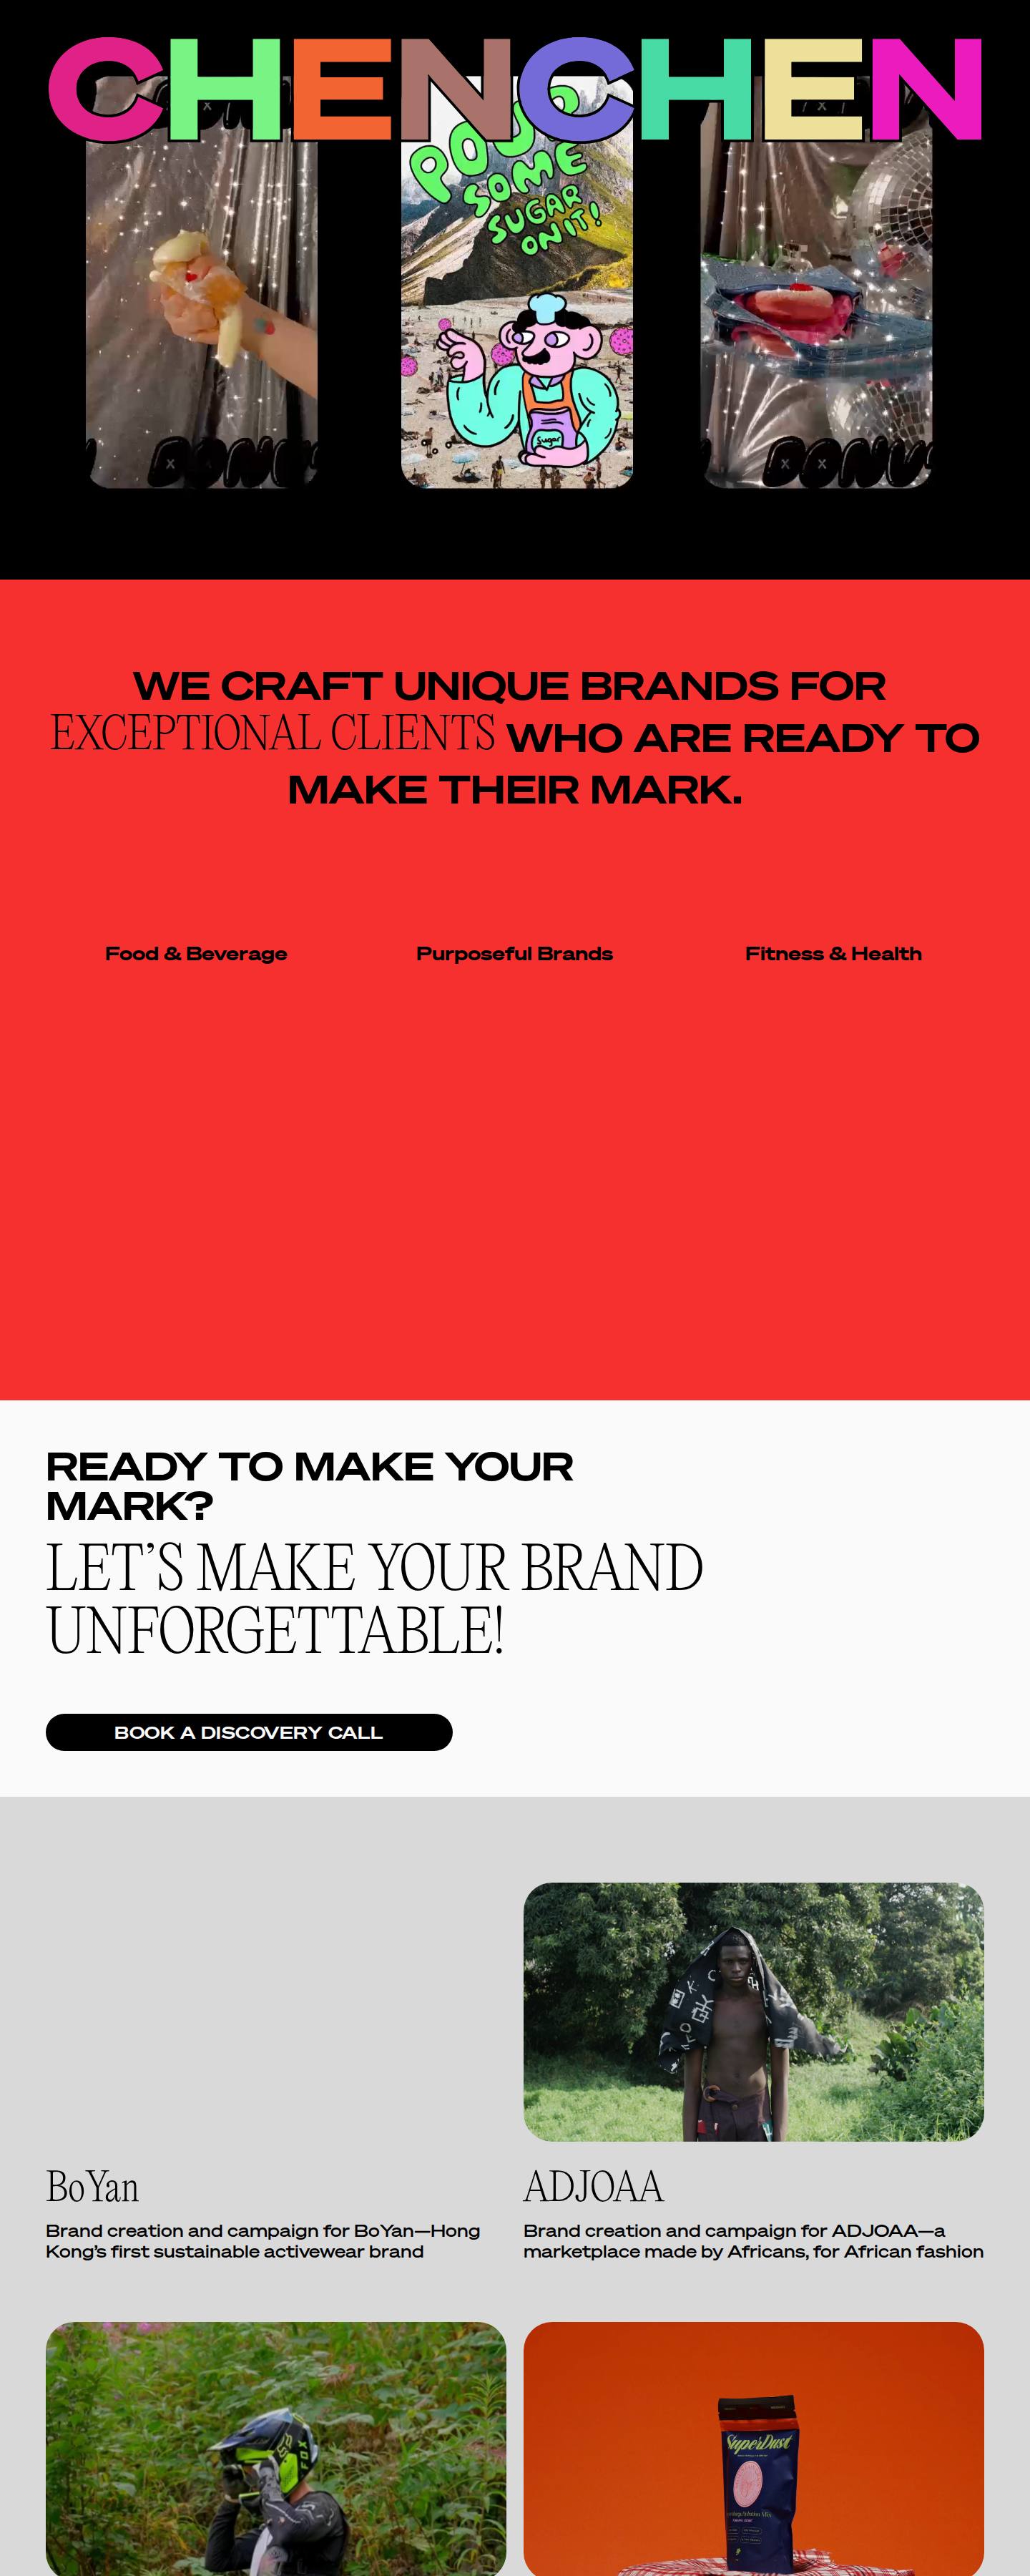 CHENCHEN
SOME
SUGAR
ON IT!
Sugar
WE CRAFT UNIQUE BRANDS FOR
EXCEPTIONAL CLIENTS WHO ARE READY TO
MAKE THEIR MARK.
Food & Beverage
Purposeful Brands
Fitness & Health
READY TO MAKE YOUR
MARK?
LET’S MAKE YOUR BRAND
UNFORGETTABLE!
BOOK A DISCOVERY CALL
BoYan
Brand creation and campaign for BoYan—Hong
Kong’s first sustainable activewear brand
ADJOAA
Brand creation and campaign for ADJOAA—a
marketplace made by Africans, for African fashion
FOX
SuperDust